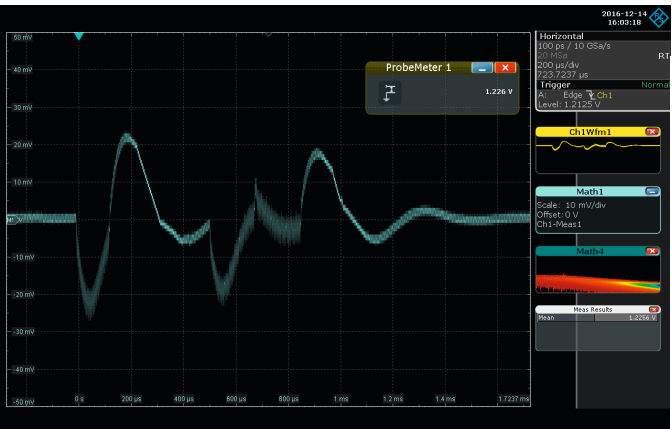 2016-12-14
16:03:18
50 mV
40 mV
30 mV
20 mV
10 mV
-10 mV
-20 mV
-30 mV
-40 mV
-50 mV
0 s
200 µs
400 µs
600 µs
800 µs
1 ms
1.2 ms
1.4 ms
1.7237 ms
ProbeMeter 1
1.226 V
Horizontal
100 ps / 10 GSa/s
20 MSa
RT
200 µs/div
723.7237 µs
Trigger
Normal
A: Edge Ch1
Level: 1.2125 V
Ch1Wfm1
Math1
Scale: 10 mV/div
Offset: 0 V
Ch1-Meas1
Math4
Meas Results
Mean
1.2256 V